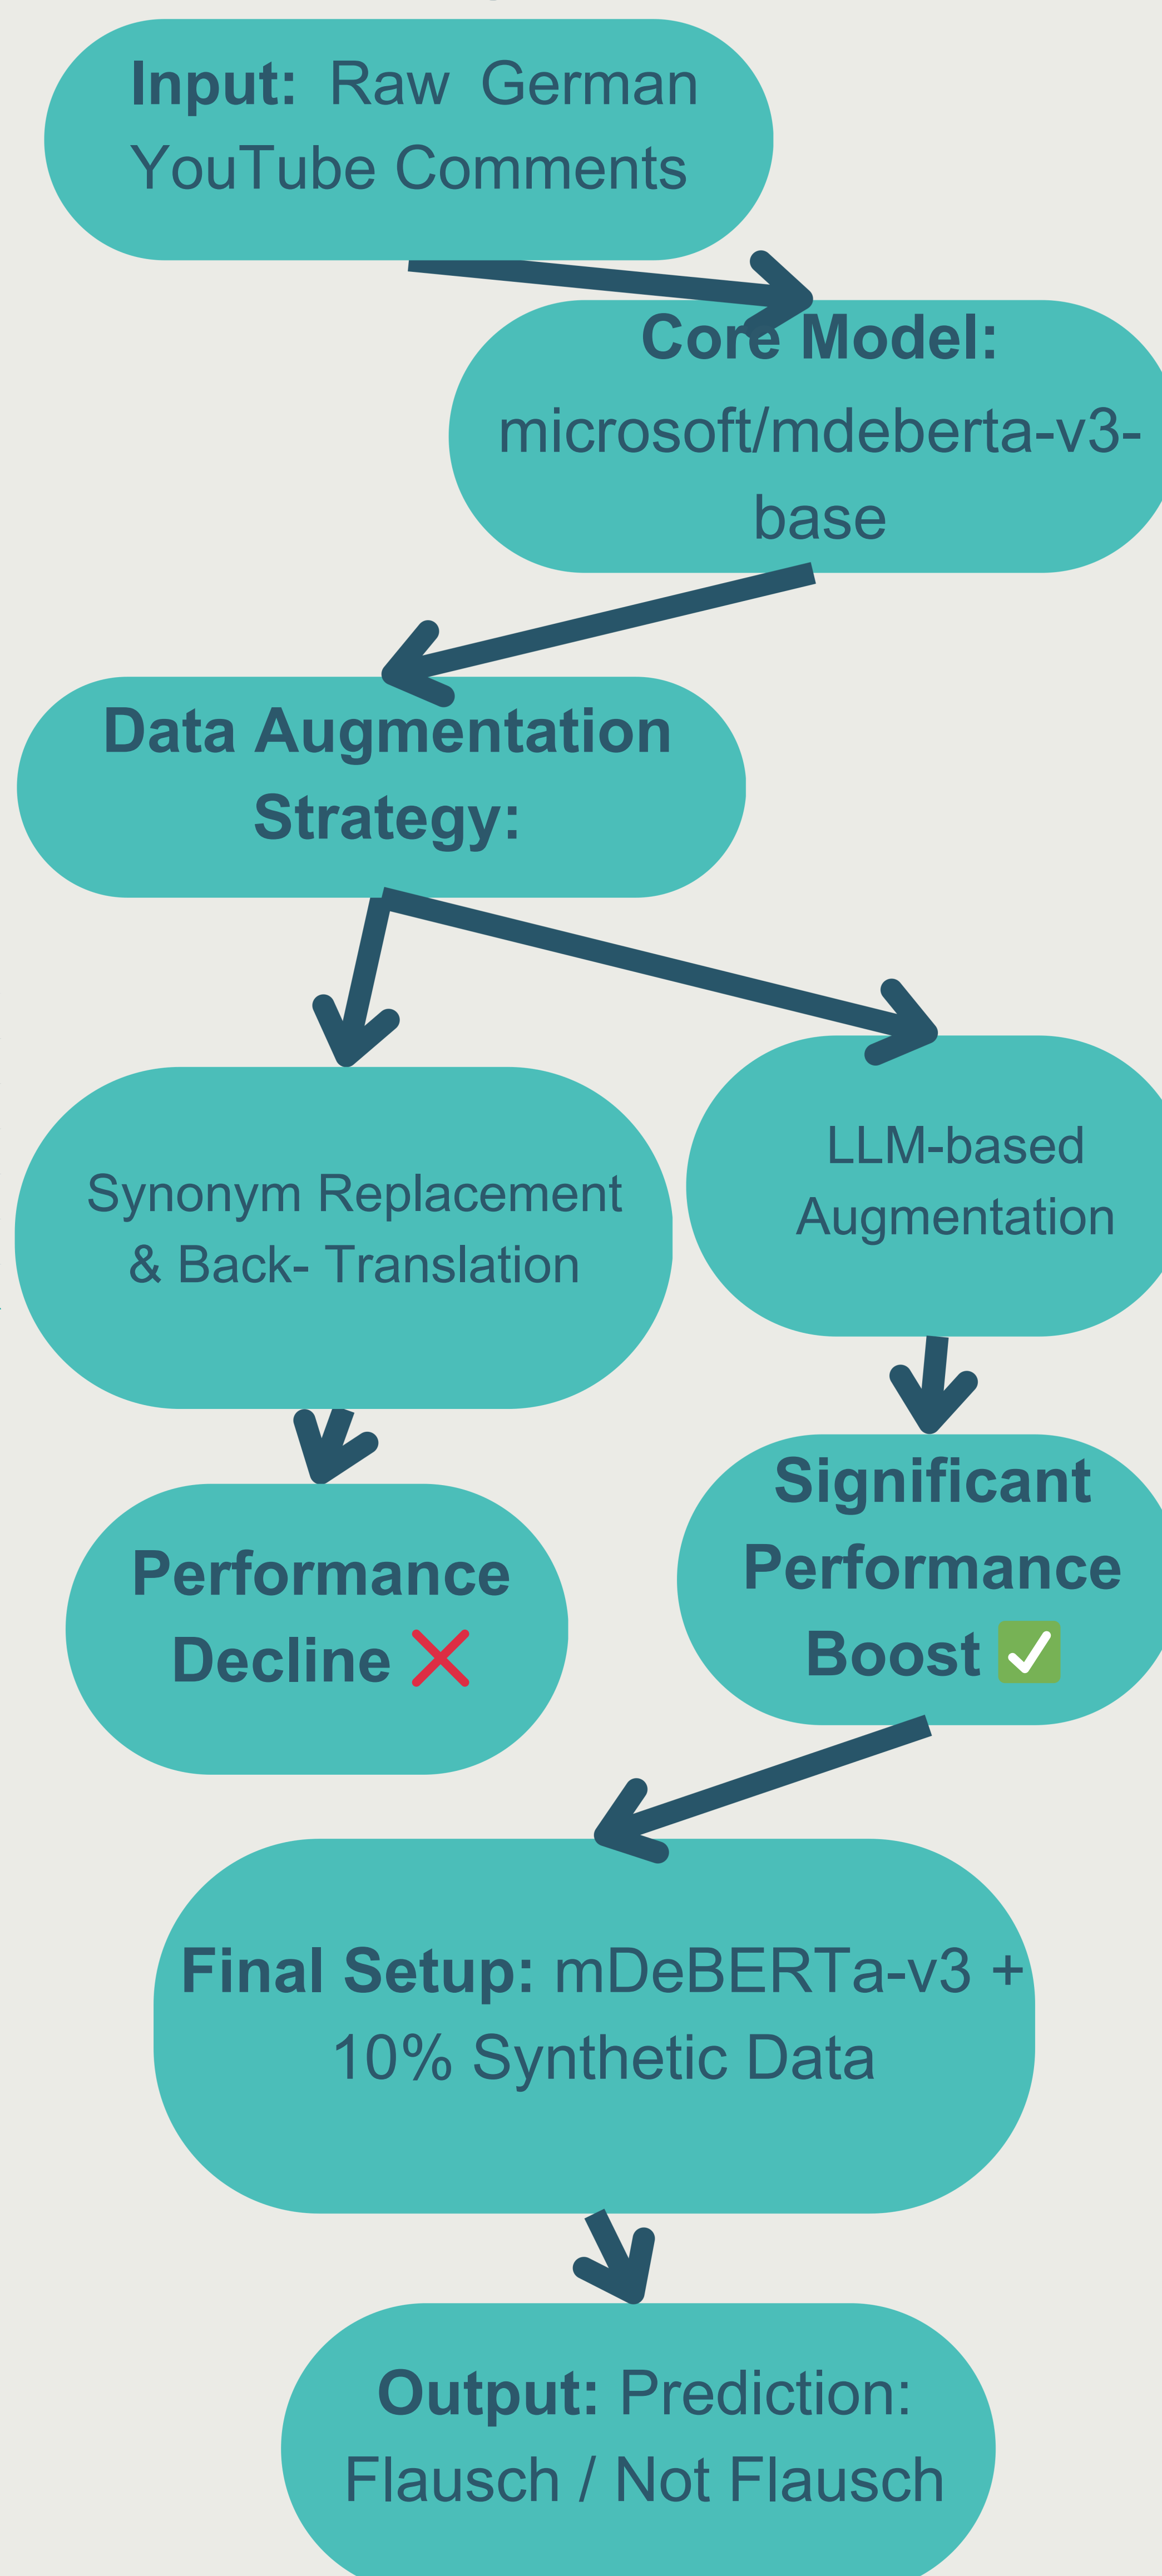 Input: Raw German
YouTube Comments
Core Model:
microsoft/mdeberta-v3-
base
Data Augmentation
Strategy:
Synonym Replacement
& Back- Translation
LLM-based
Augmentation
Performance
Decline ❌
Significant
Performance
Boost ✅
Final Setup: mDeBERTa-v3 +
10% Synthetic Data
Output: Prediction:
Flausch / Not Flausch